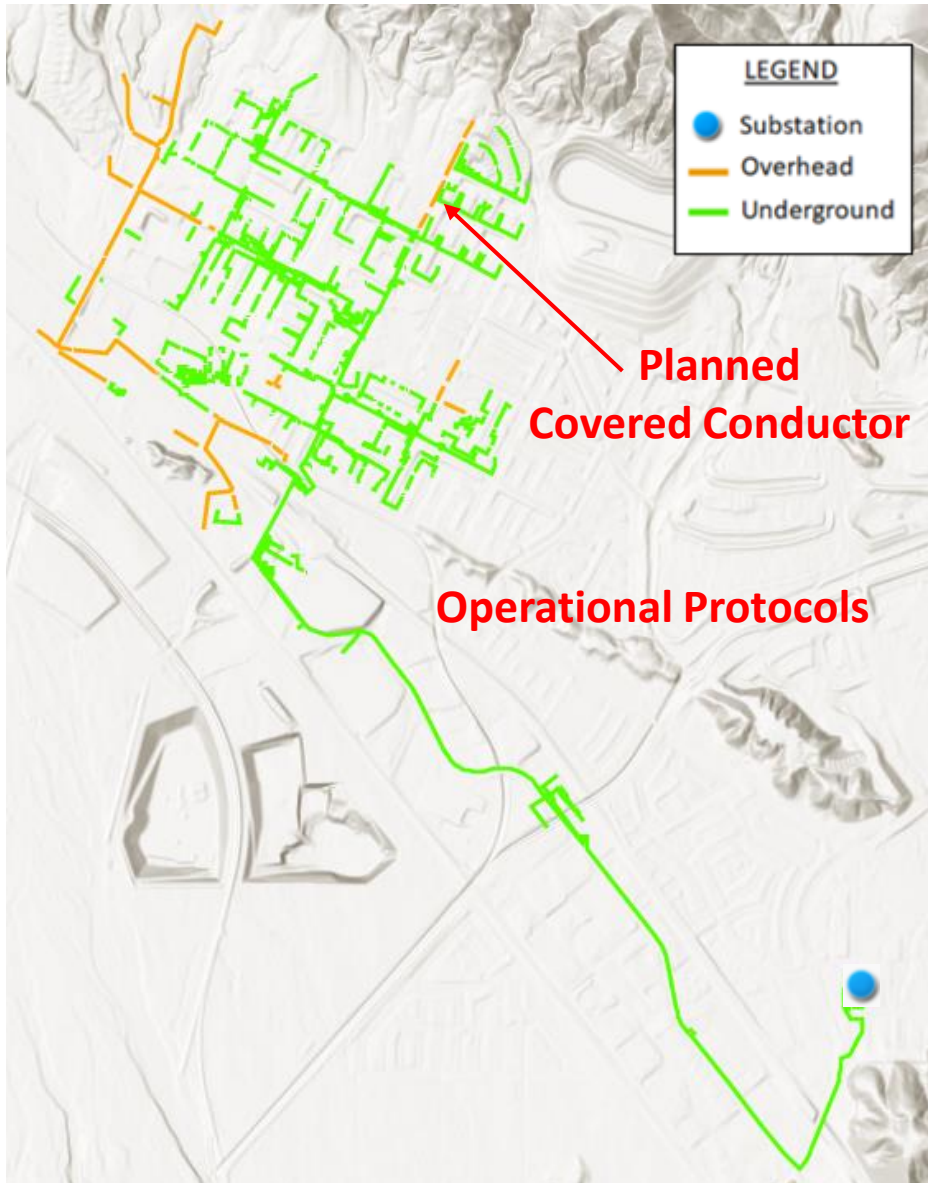 LEGEND
Substation
Overhead
Underground
Planned
Covered Conductor
Operational Protocols